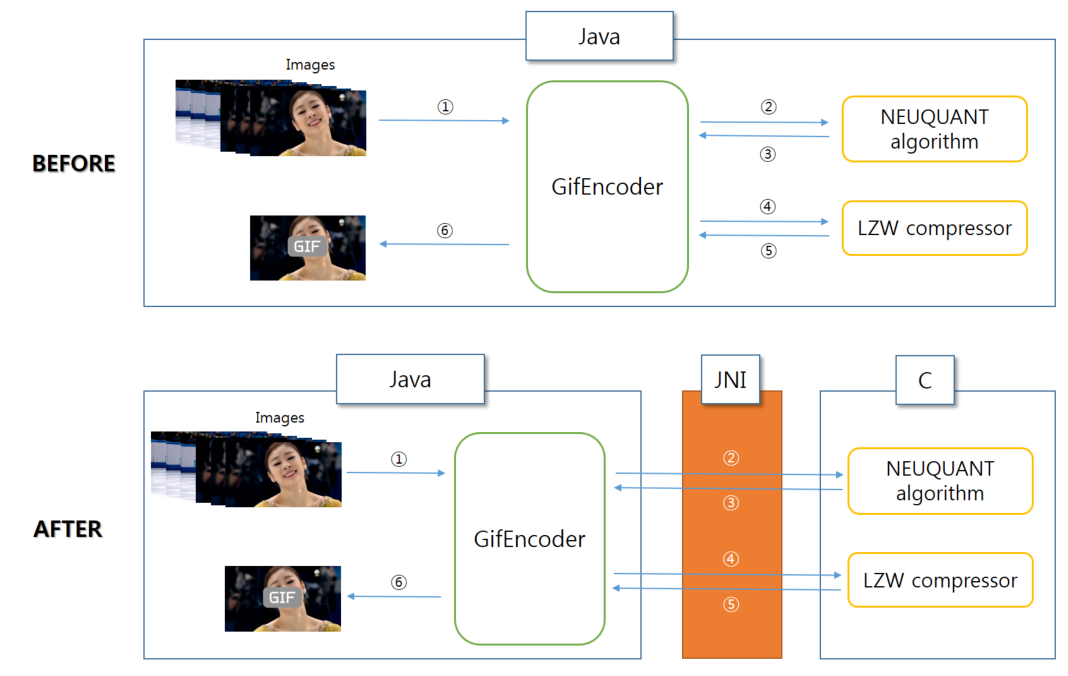 Java
Images
①
②
NEUQUANT
algorithm
③
BEFORE
GifEncoder
④
LZW compressor
⑤
⑥
GIF
Java
JNI
C
Images
①
②
NEUQUANT
algorithm
③
AFTER
GifEncoder
④
LZW compressor
⑤
⑥
GIF